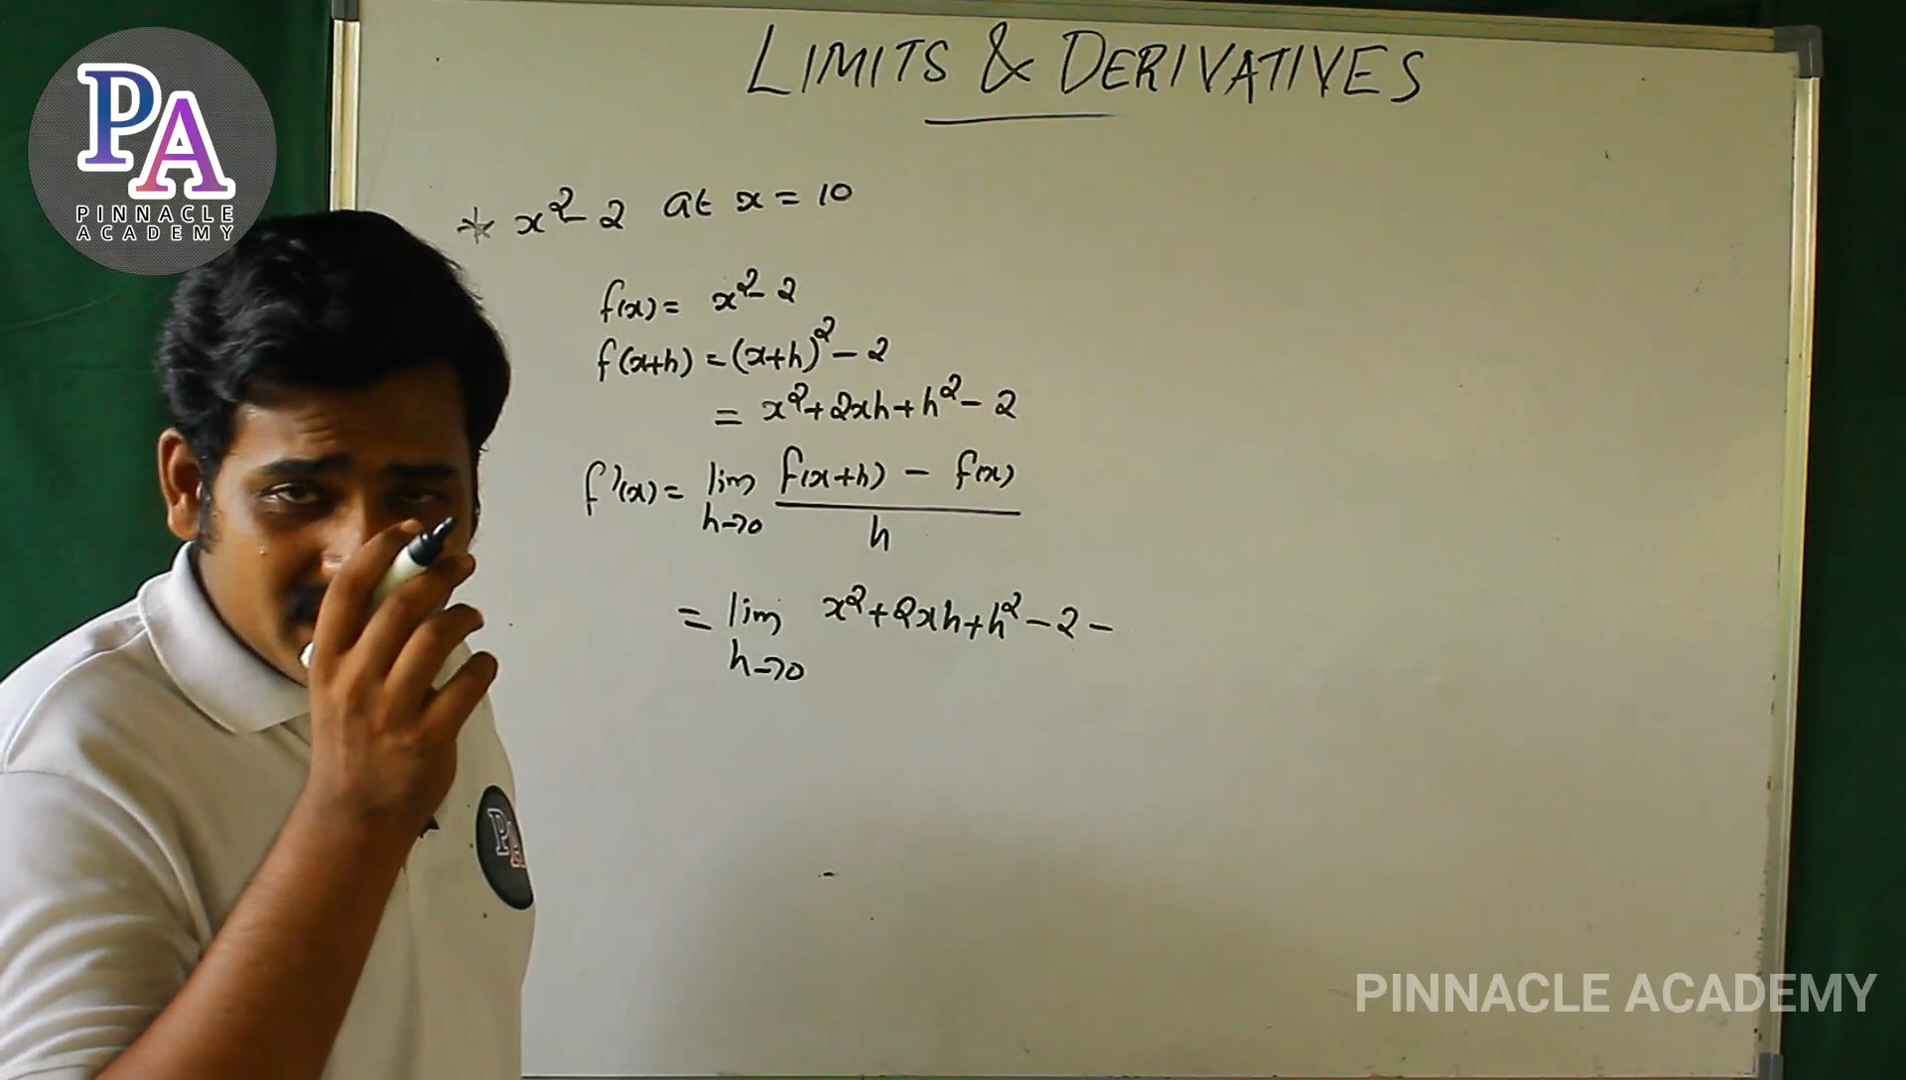 PA
PINNACLE
ACADEMY
LIMITS & DERIVATIVES
* x² - 2 at x = 10
f(x) = x² - 2
f(x+h) = (x+h)² - 2
= x² + 2xh + h² - 2
f'(x) = lim f(x+h) - f(x)
h→0 h
= lim x² + 2xh + h² - 2 -
h→0
PA
PINNACLE ACADEMY